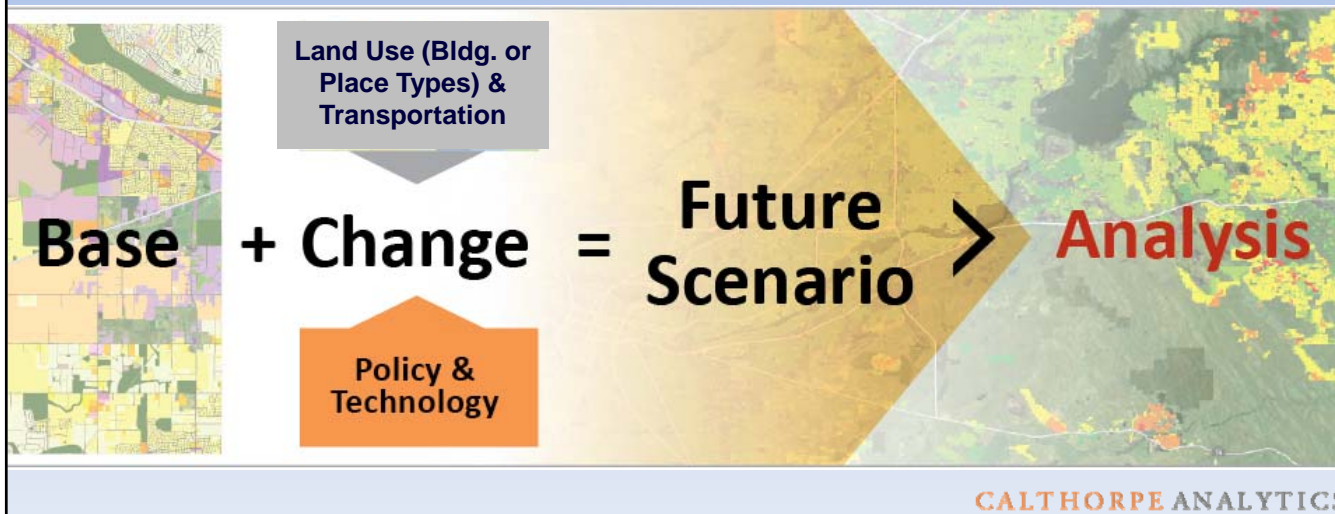 Land Use (Bldg. or
Place Types) &
Transportation
Base + Change = Future
Scenario > Analysis
Policy &
Technology
CALTHORPE ANALYTICS